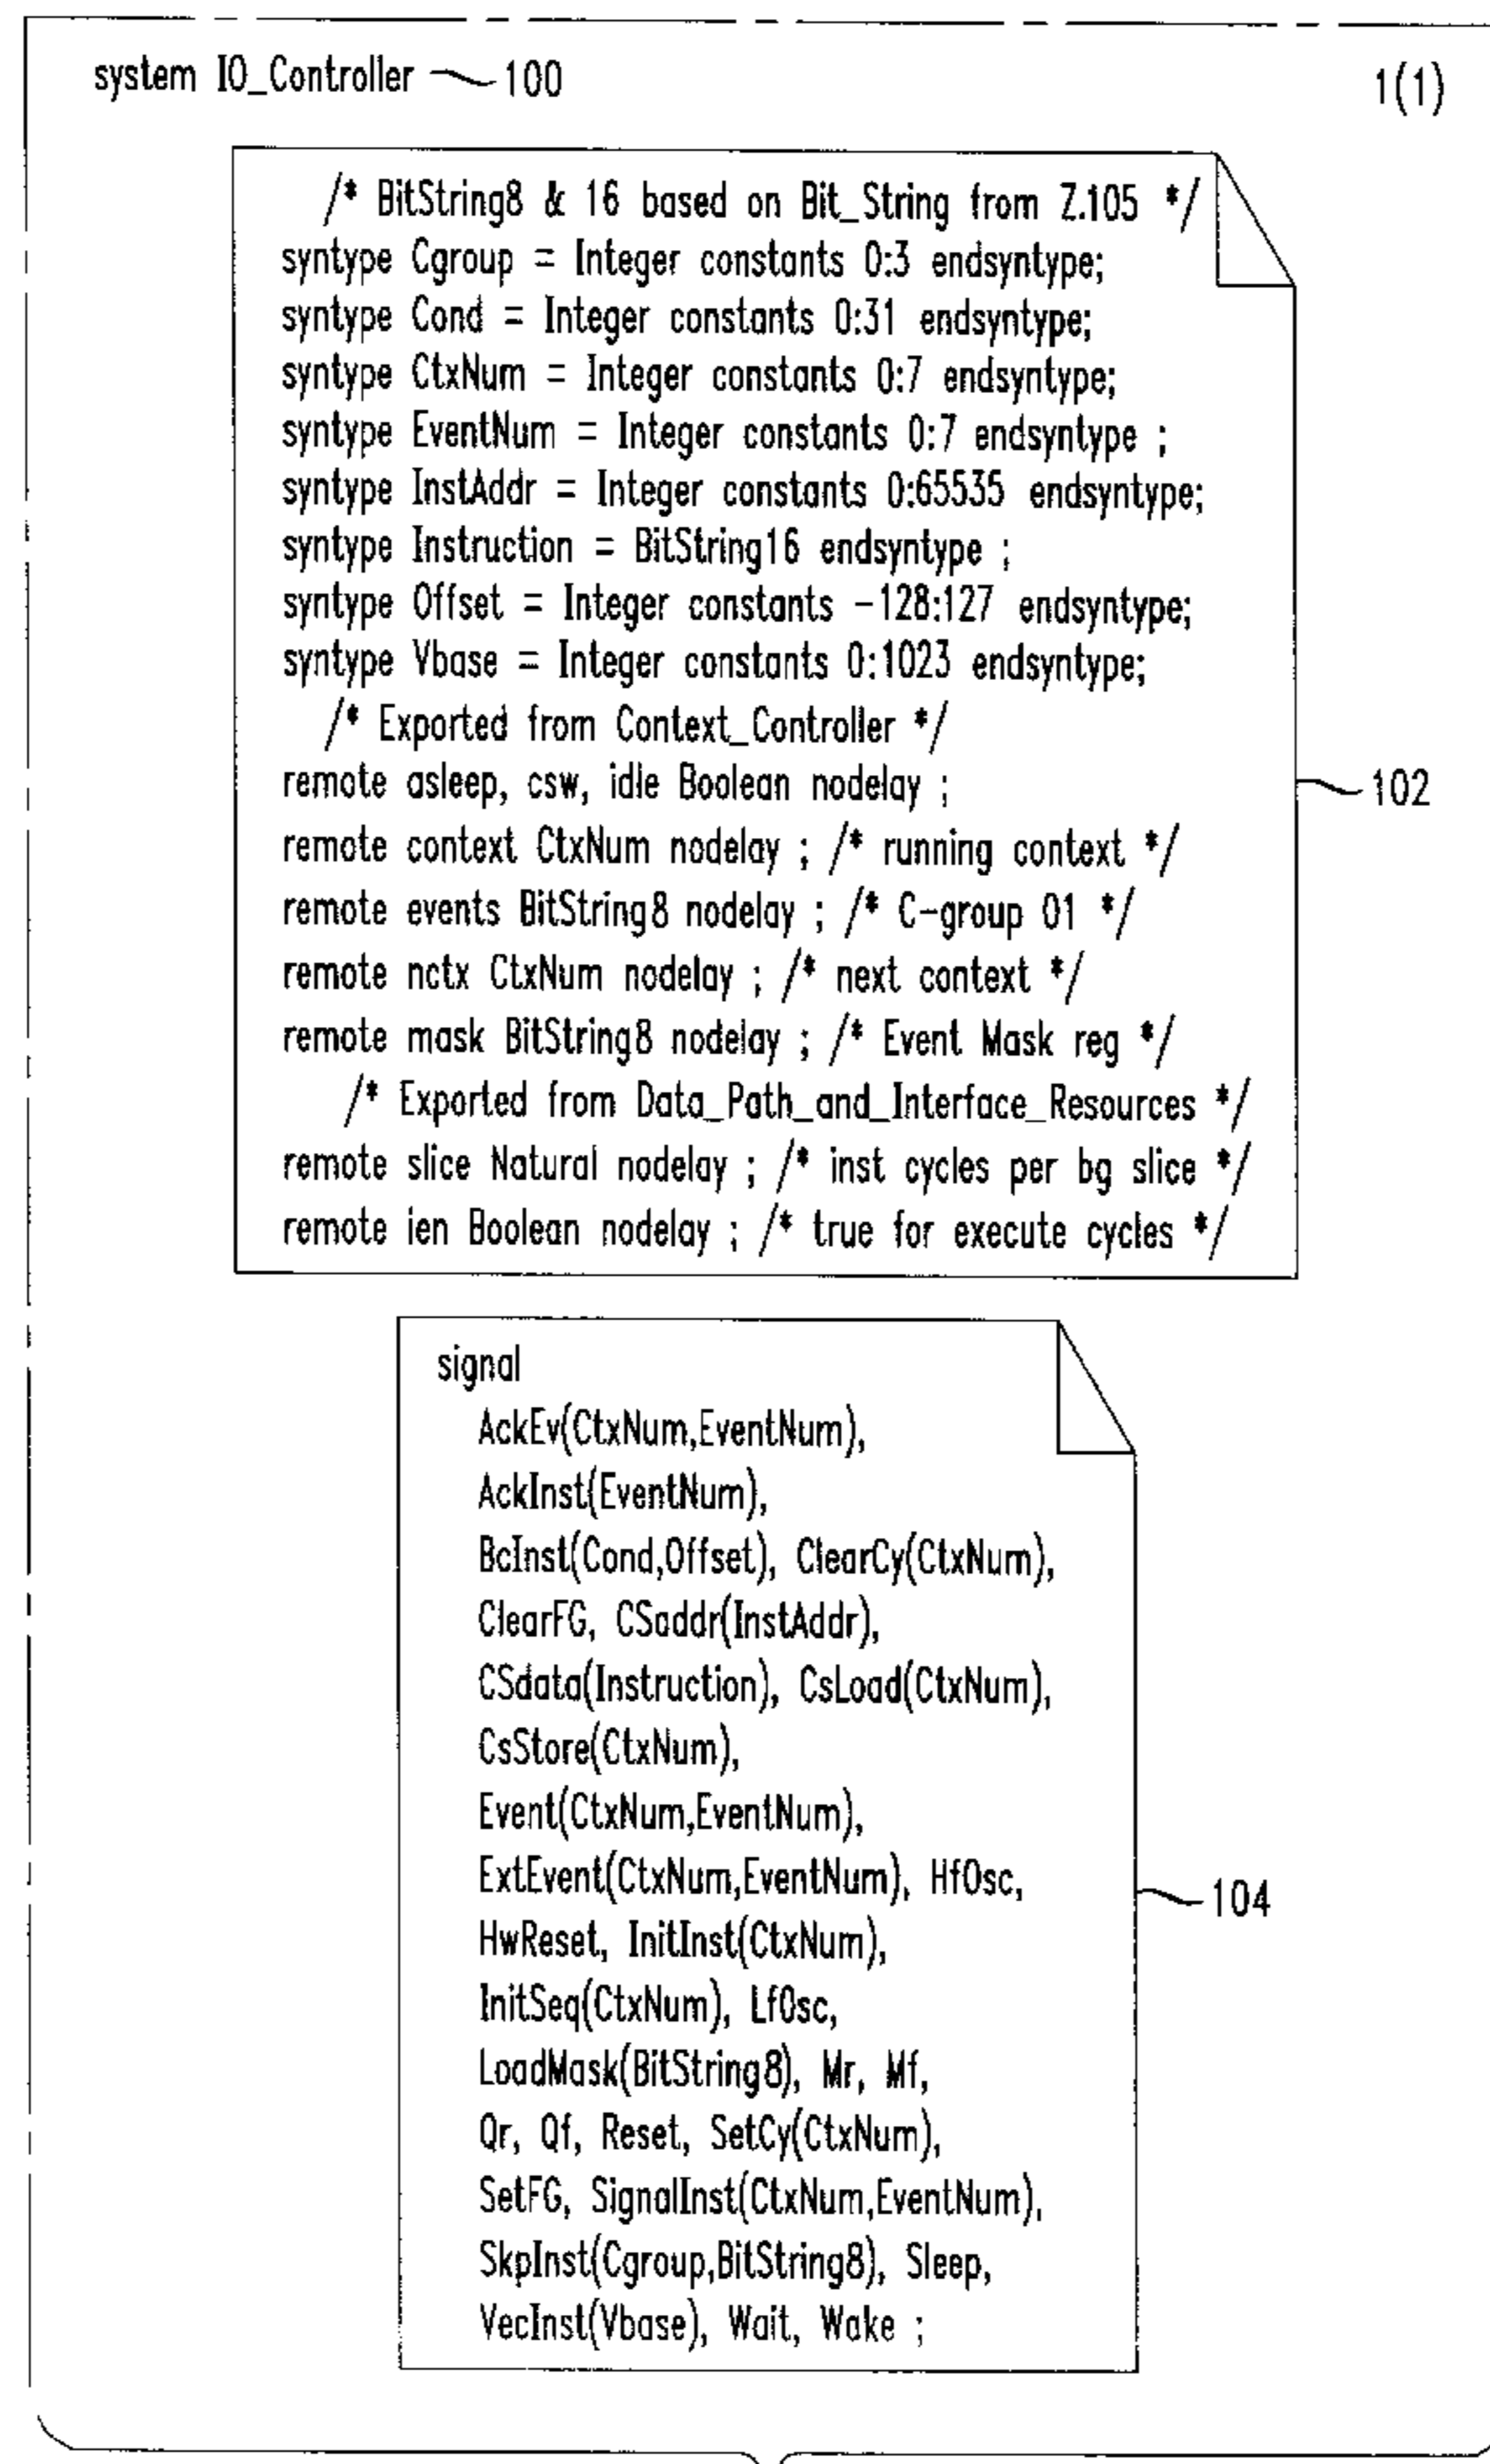 system IO_Controller 100
1(1)
/* BitString8 & 16 based on Bit_String from Z.105 */
syntype Cgroup = Integer constants 0:3 endsyntype;
syntype Cond = Integer constants 0:31 endsyntype;
syntype CtxNum = Integer constants 0:7 endsyntype;
syntype EventNum = Integer constants 0:7 endsyntype ;
syntype InstAddr = Integer constants 0:65535 endsyntype;
syntype Instruction = BitString16 endsyntype ;
syntype Offset = Integer constants -128:127 endsyntype;
syntype Vbase = Integer constants 0:1023 endsyntype;
/* Exported from Context_Controller */
remote asleep, csw, idle Boolean nodelay ;
remote context CtxNum nodelay ; /* running context */
remote events BitString8 nodelay ; /* C-group 01 */
remote nctx CtxNum nodelay ; /* next context */
remote mask BitString8 nodelay ; /* Event Mask reg */
/* Exported from Data_Path_and_Interface_Resources */
remote slice Natural nodelay ; /* inst cycles per bg slice */
remote ien Boolean nodelay ; /* true for execute cycles */
102
signal
AckEv(CtxNum,EventNum),
AckInst(EventNum),
BcInst(Cond,Offset), ClearCy(CtxNum),
ClearFG, CSaddr(InstAddr),
CSdata(Instruction), CsLoad(CtxNum),
CsStore(CtxNum),
Event(CtxNum,EventNum),
ExtEvent(CtxNum,EventNum), HfOsc,
HwReset, InitInst(CtxNum),
InitSeq(CtxNum), LfOsc,
LoadMask(BitString8), Mr, Mf,
Qr, Qf, Reset, SetCy(CtxNum),
SetFG, SignalInst(CtxNum,EventNum),
SkpInst(Cgroup,BitString8), Sleep,
VecInst(Vbase), Wait, Wake ;
104